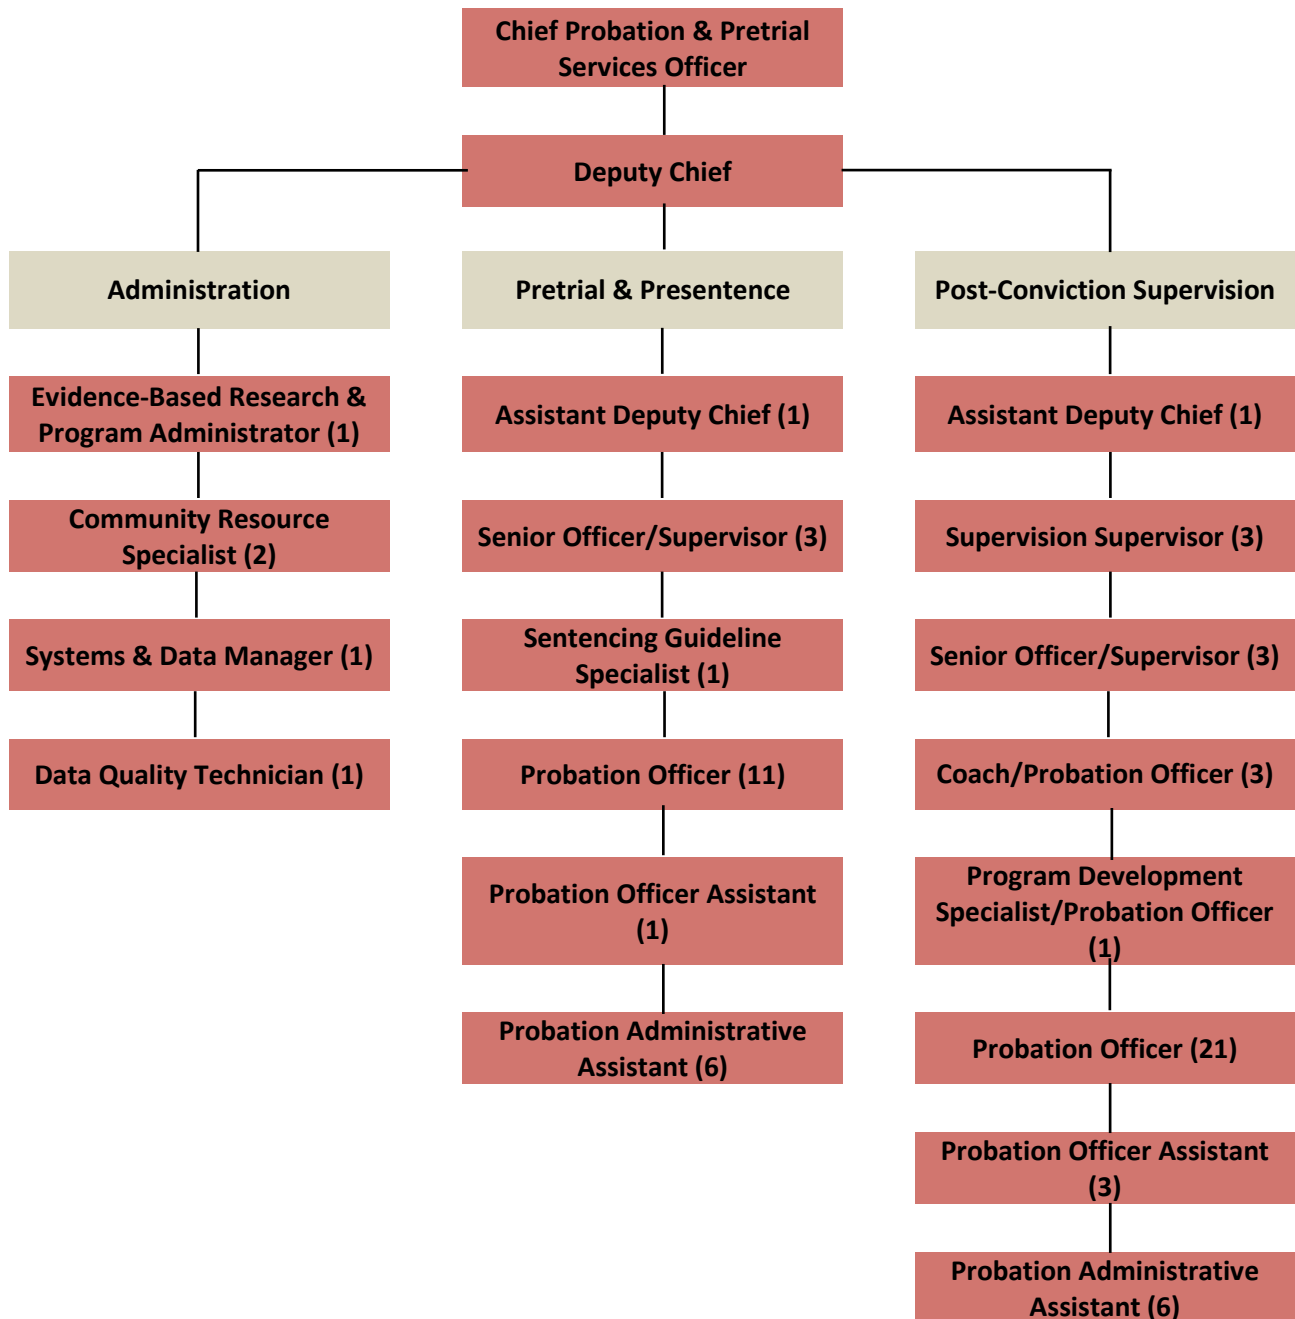 Chief Probation & Pretrial
Services Officer
Deputy Chief
Administration
Pretrial & Presentence
Post-Conviction Supervision
Evidence-Based Research &
Program Administrator (1)
Assistant Deputy Chief (1)
Assistant Deputy Chief (1)
Community Resource
Specialist (2)
Senior Officer/Supervisor (3)
Supervision Supervisor (3)
Systems & Data Manager (1)
Sentencing Guideline
Specialist (1)
Senior Officer/Supervisor (3)
Data Quality Technician (1)
Probation Officer (11)
Coach/Probation Officer (3)
Probation Officer Assistant
(1)
Program Development
Specialist/Probation Officer
(1)
Probation Administrative
Assistant (6)
Probation Officer (21)
Probation Officer Assistant
(3)
Probation Administrative
Assistant (6)